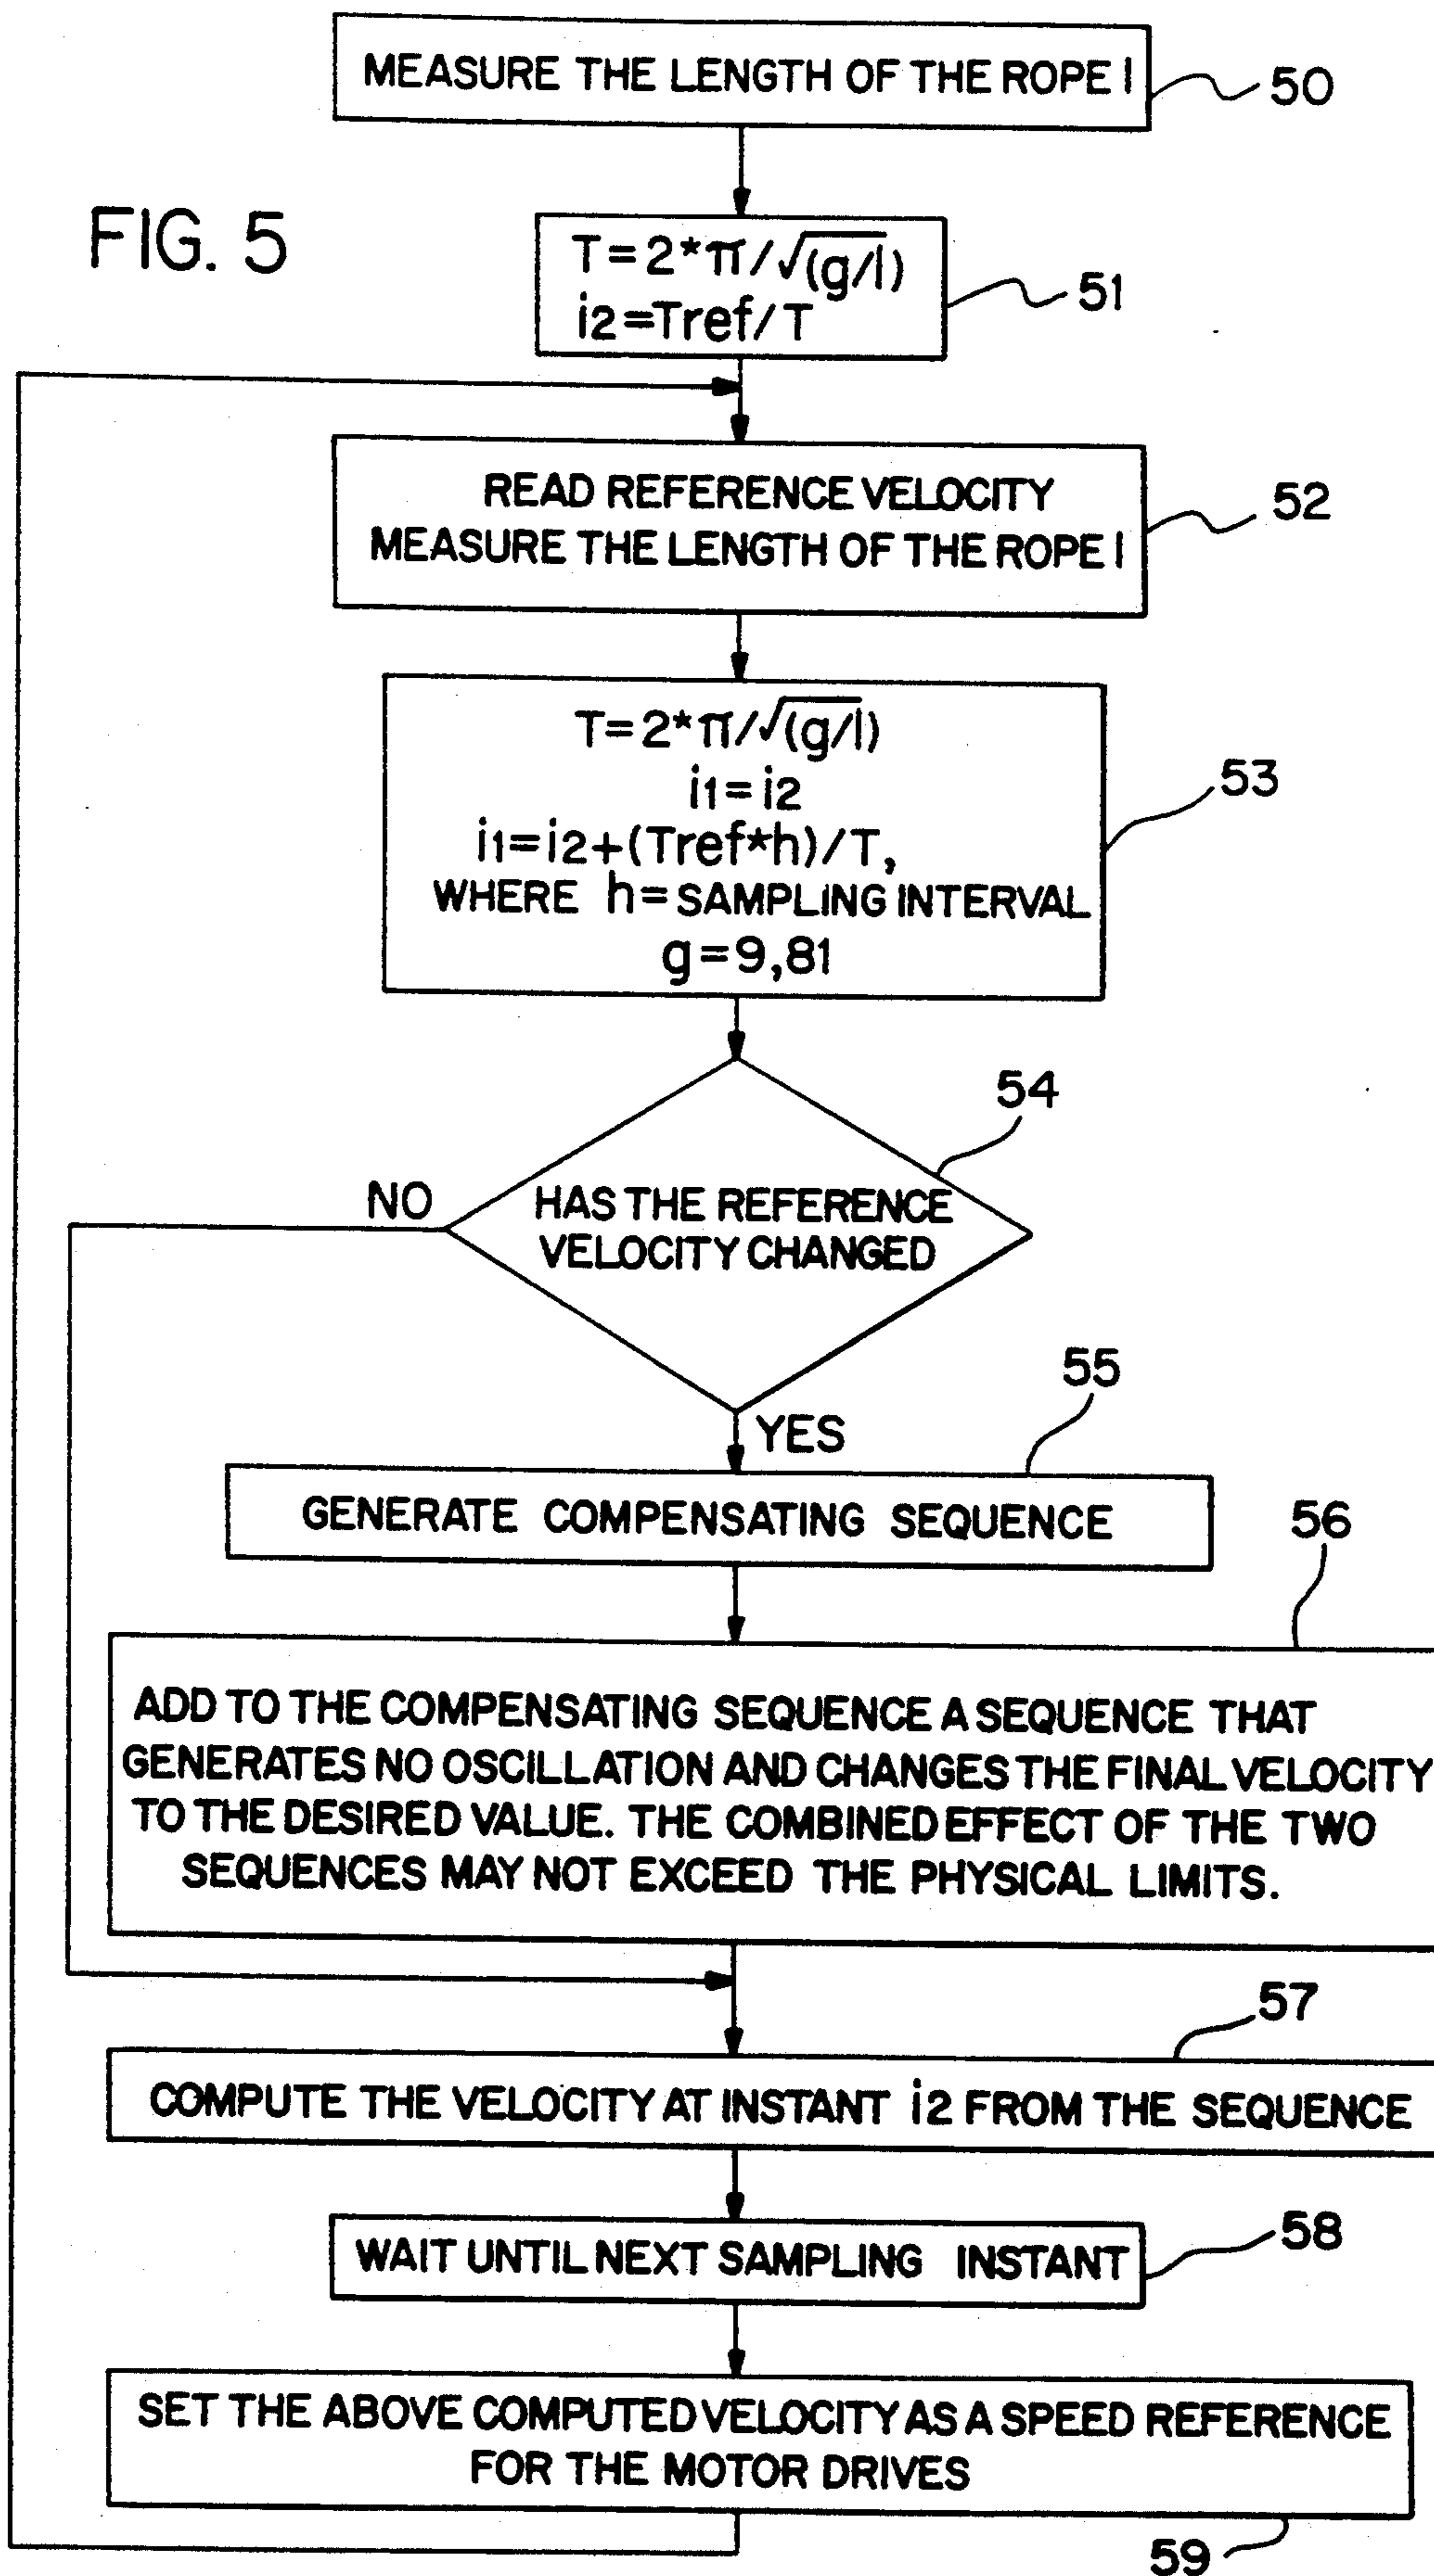 MEASURE THE LENGTH OF THE ROPE l
50
FIG. 5
T=2*π/√(g/l)
i2=Tref/T
51
READ REFERENCE VELOCITY
MEASURE THE LENGTH OF THE ROPE l
52
T=2*π/√(g/l)
i1=i2
i1=i2+(Tref*h)/T,
WHERE h=SAMPLING INTERVAL
g=9,81
53
54
NO
HAS THE REFERENCE
VELOCITY CHANGED
YES
55
GENERATE COMPENSATING SEQUENCE
56
ADD TO THE COMPENSATING SEQUENCE A SEQUENCE THAT
GENERATES NO OSCILLATION AND CHANGES THE FINAL VELOCITY
TO THE DESIRED VALUE. THE COMBINED EFFECT OF THE TWO
SEQUENCES MAY NOT EXCEED THE PHYSICAL LIMITS.
57
COMPUTE THE VELOCITY AT INSTANT i2 FROM THE SEQUENCE
WAIT UNTIL NEXT SAMPLING INSTANT
58
SET THE ABOVE COMPUTED VELOCITY AS A SPEED REFERENCE
FOR THE MOTOR DRIVES
59